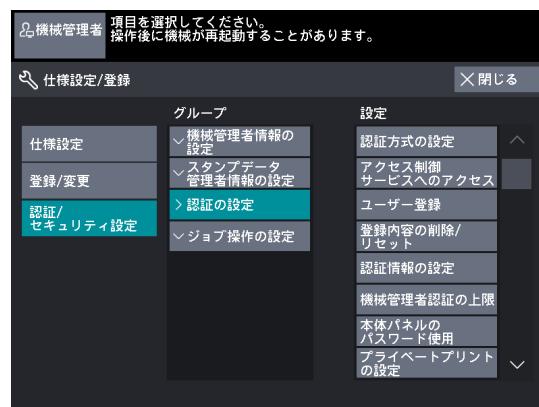 機械管理者
項目を選択してください。
操作後に機械が再起動することがあります。
仕様設定/登録
閉じる
グループ
設定
仕様設定
登録/変更
認証/
セキュリティ設定
機械管理者情報の
設定
スタンプデータ
管理者情報の設定
認証の設定
ジョブ操作の設定
認証方式の設定
アクセス制御
サービスへのアクセス
ユーザー登録
登録内容の削除/
リセット
認証情報の設定
機械管理者認証の上限
本体パネルの
パスワード使用
プライベートプリント
の設定